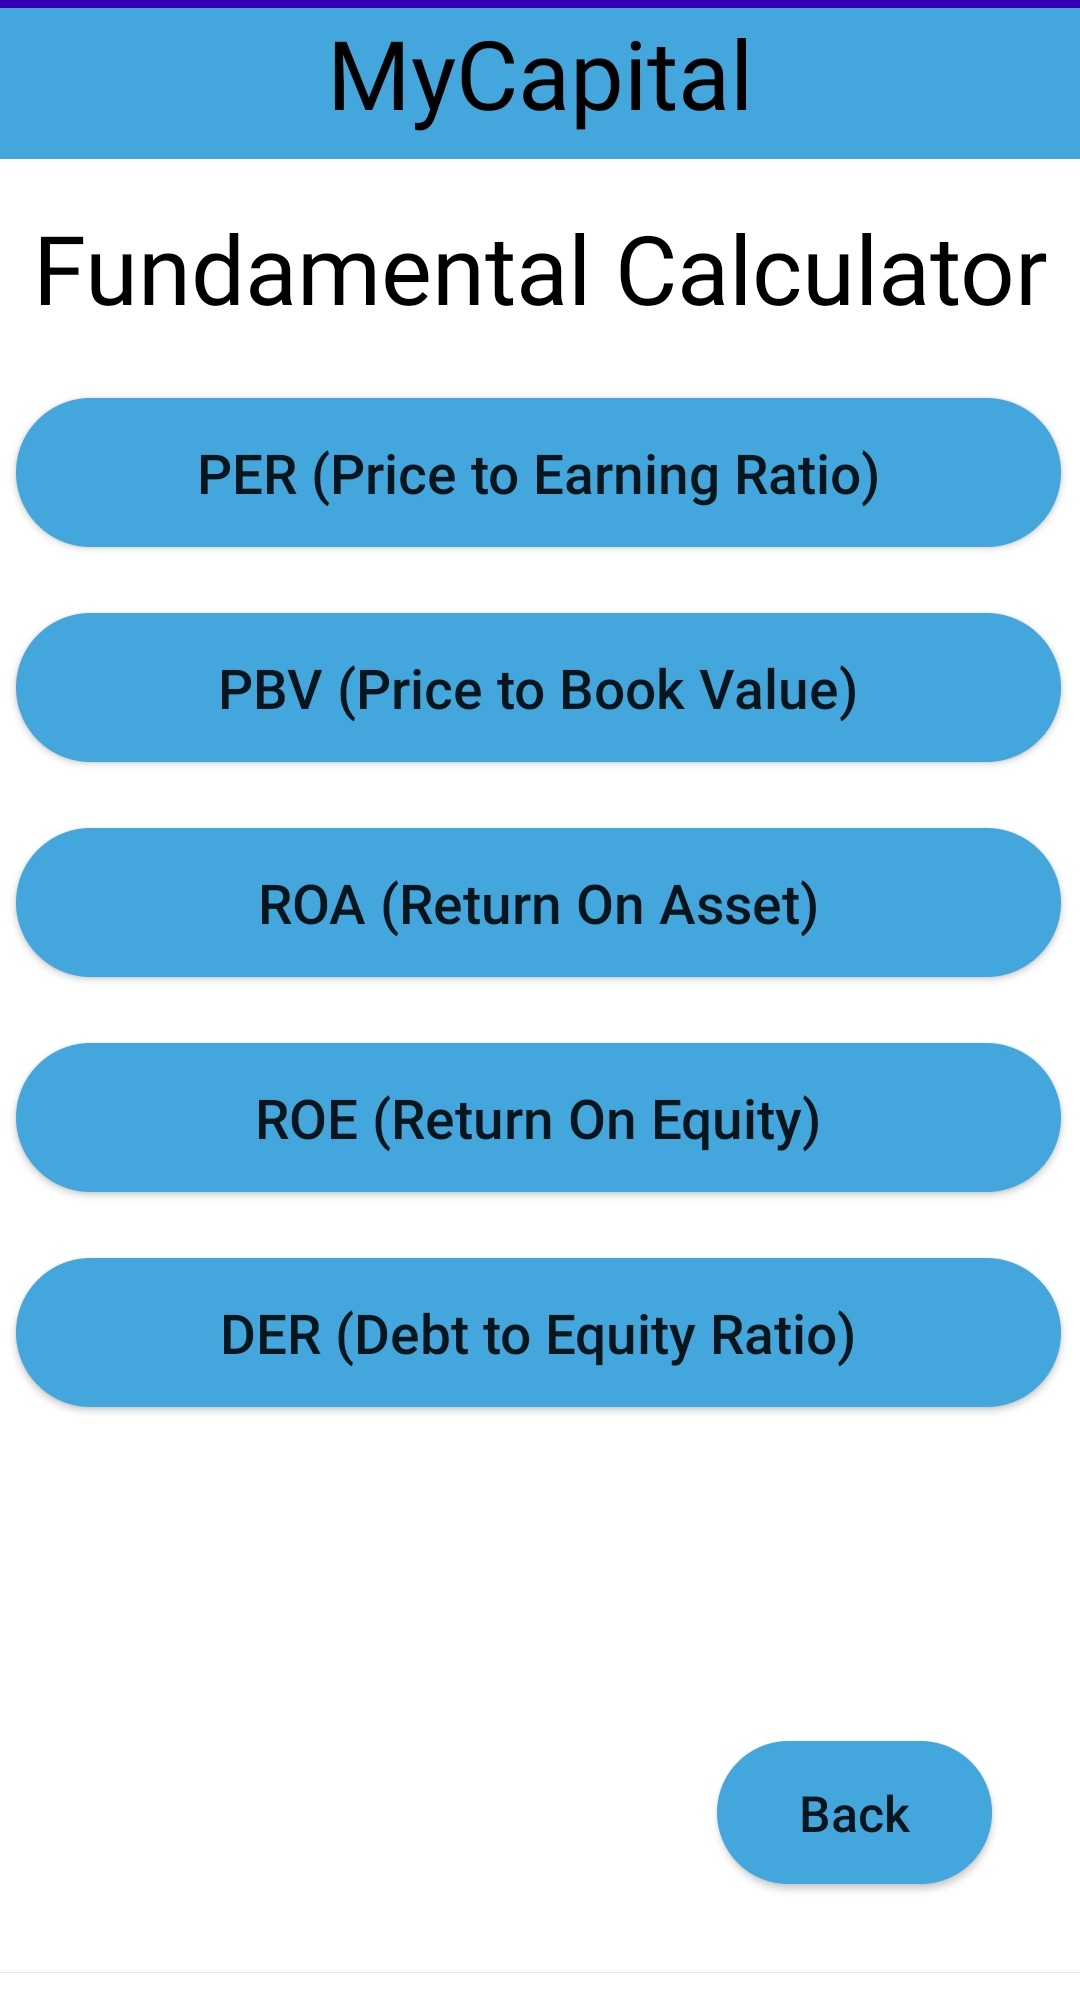 MyCapital
Fundamental Calculator
PER (Price to Earning Ratio)
PBV (Price to Book Value)
ROA (Return On Asset)
ROE (Return On Equity)
DER (Debt to Equity Ratio)
Back